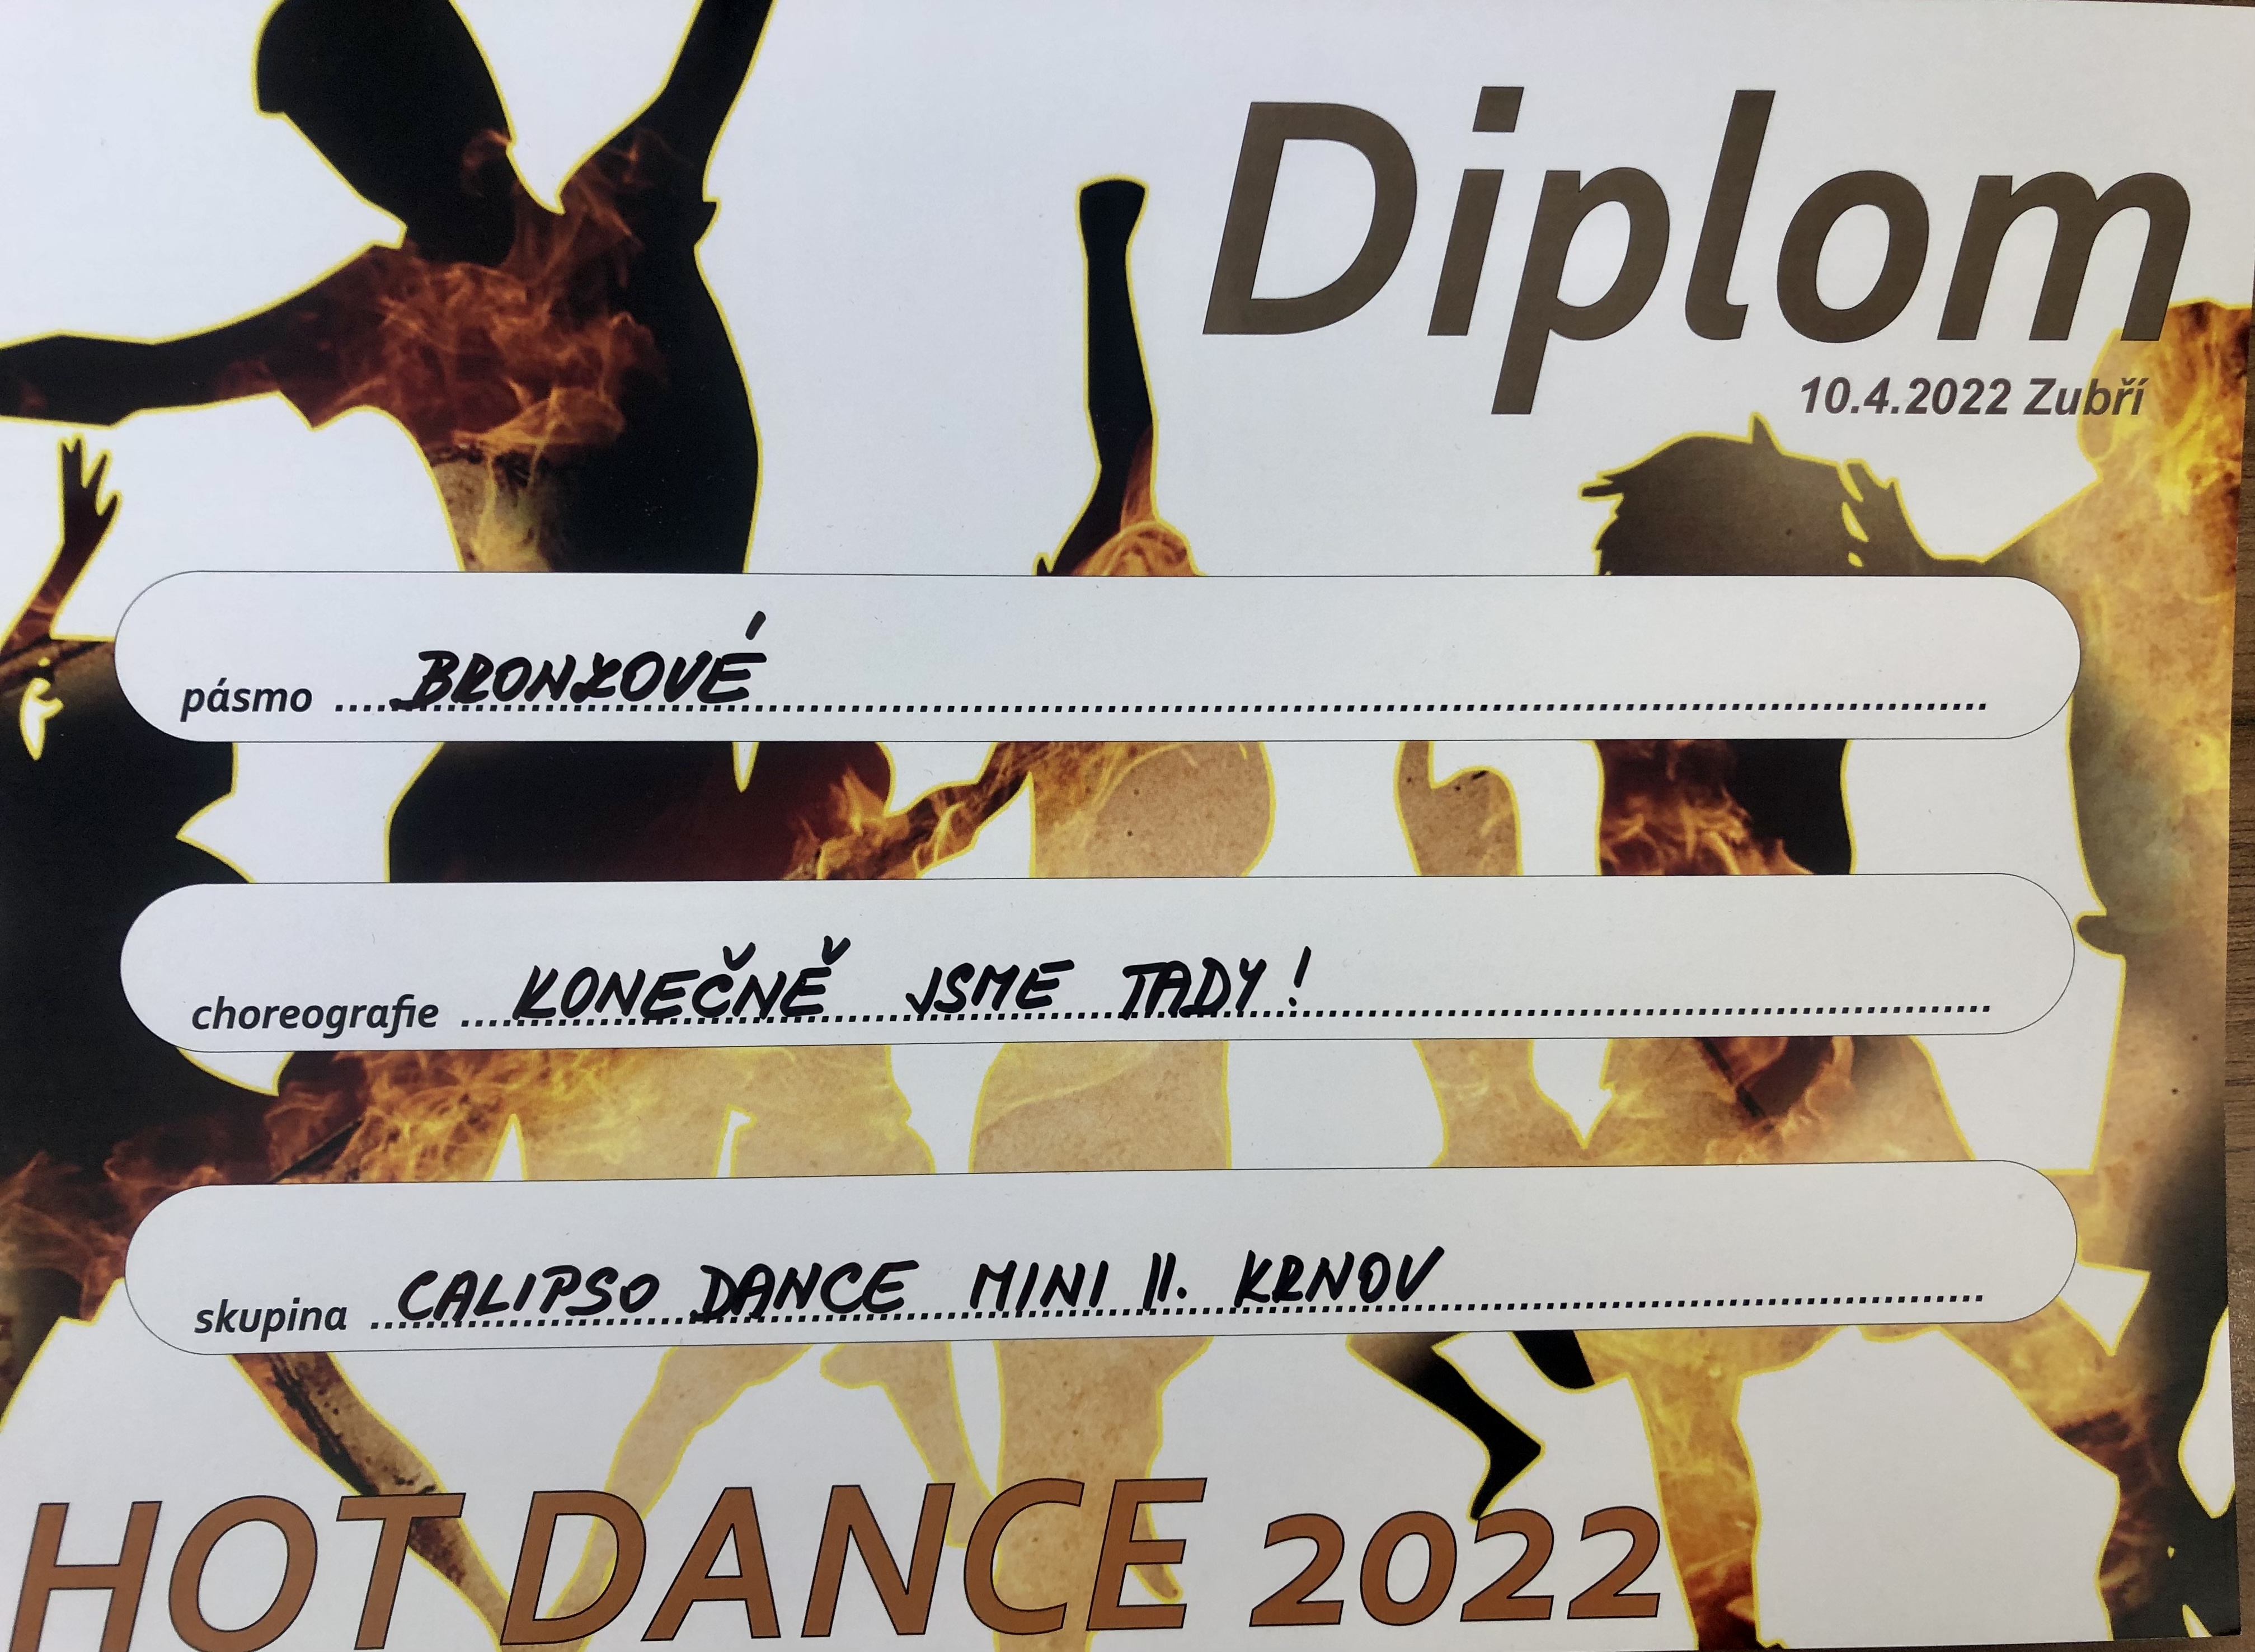 Diplom
10.4.2022 Zubří
pásmo BRONZOVÉ
choreografie KONEČNĚ JSME TADY!
skupina CALIPSO DANCE MINI II. KRNOV
HOT DANCE 2022